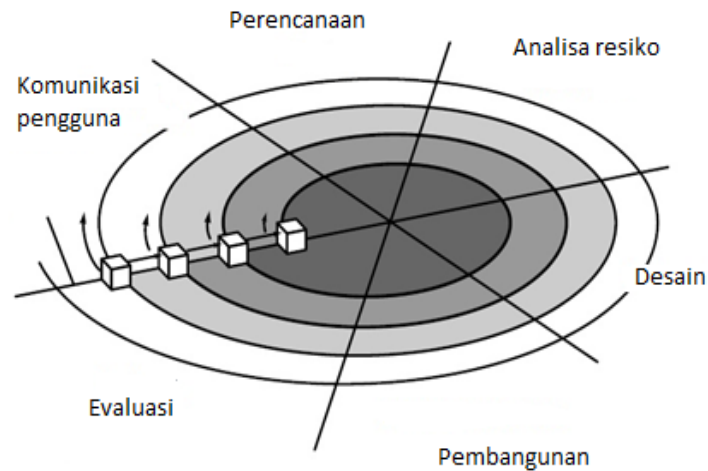 Perencanaan
Analisa resiko
Komunikasi
pengguna
Desain
Evaluasi
Pembangunan